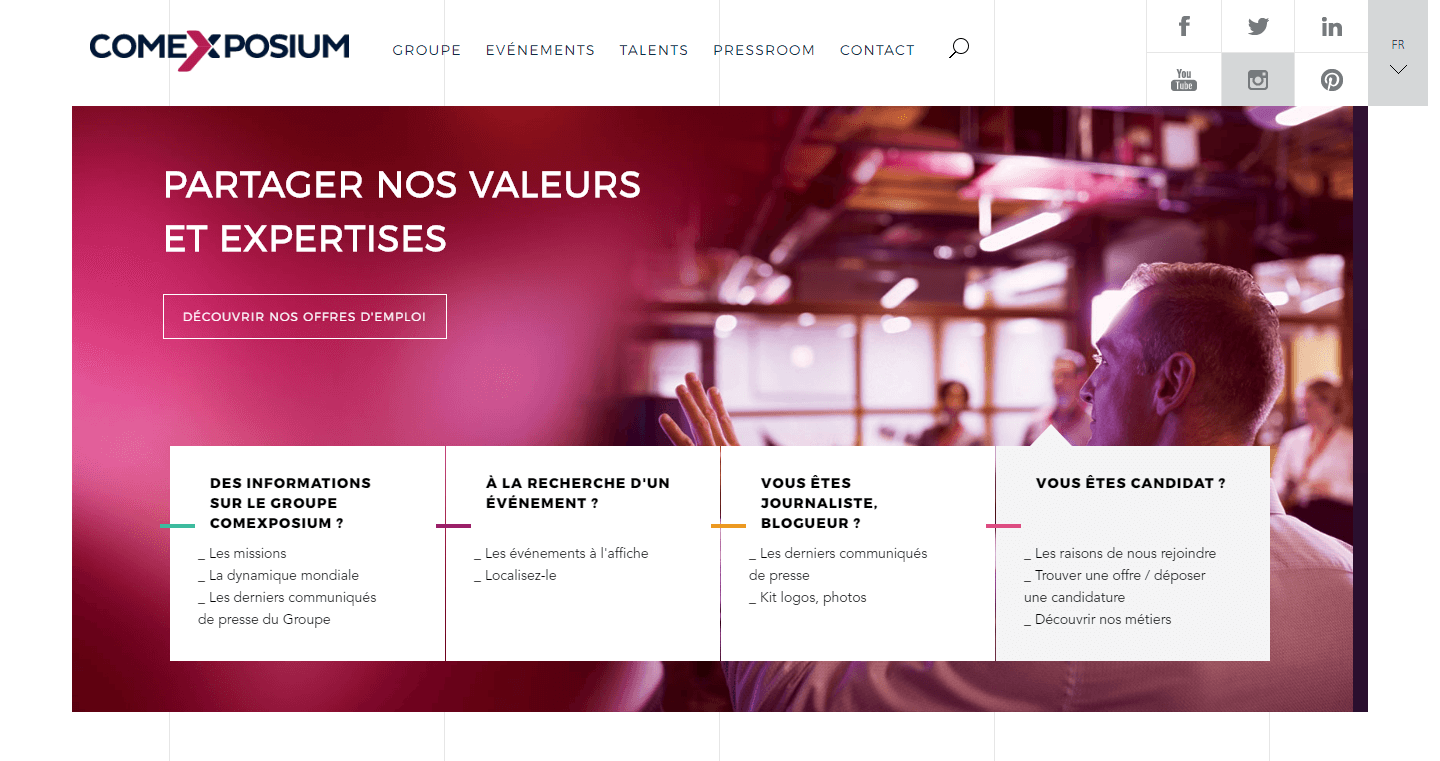 COMEXPOSIUM
GROUPE EVÉNEMENTS TALENTS PRESSROOM CONTACT
FR
You
Tube
PARTAGER NOS VALEURS
ET EXPERTISES
DÉCOUVRIR NOS OFFRES D'EMPLOI
DES INFORMATIONS
SUR LE GROUPE
COMEXPOSIUM ?
_ Les missions
_ La dynamique mondiale
_ Les derniers communiqués
de presse du Groupe
À LA RECHERCHE D'UN
ÉVÉNEMENT ?
_ Les événements à l'affiche
_ Localisez-le
VOUS ÊTES
JOURNALISTE,
BLOGUEUR ?
_ Les derniers communiqués
de presse
_ Kit logos, photos
VOUS ÊTES CANDIDAT ?
_ Les raisons de nous rejoindre
_ Trouver une offre / déposer
une candidature
_ Découvrir nos métiers